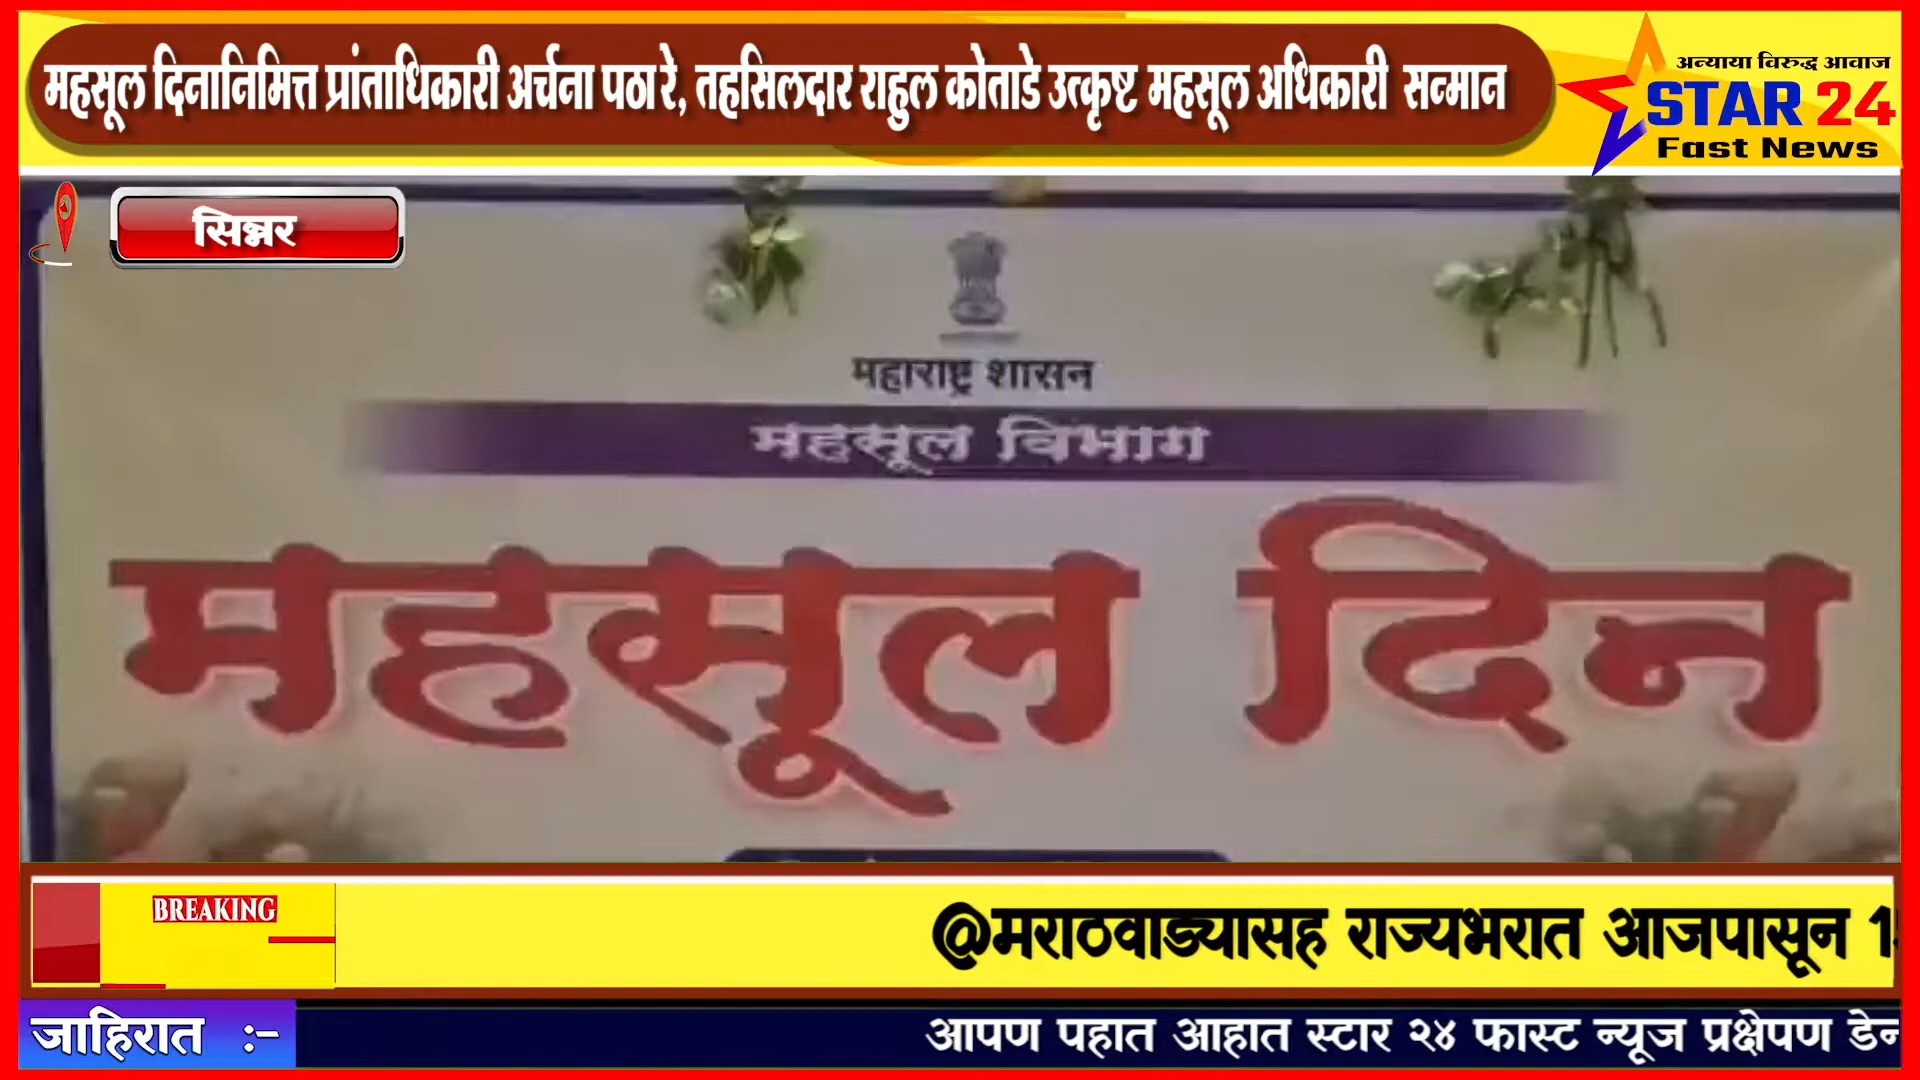 महसूल दिनानिमित्त प्रांताधिकारी अर्चना पठारे, तहसिलदार राहुल कोताडे उत्कृष्ट महसूल अधिकारी सन्मान
अन्याया विरुद्ध आवाज
STAR 24
Fast News
सिन्नर
महाराष्ट्र शासन
महसूल विभाग
महसूल दिन
BREAKING
@मराठवाड्यासह राज्यभरात आजपासून
जाहिरात :-
आपण पहात आहात स्टार २४ फास्ट न्यूज प्रक्षेपण